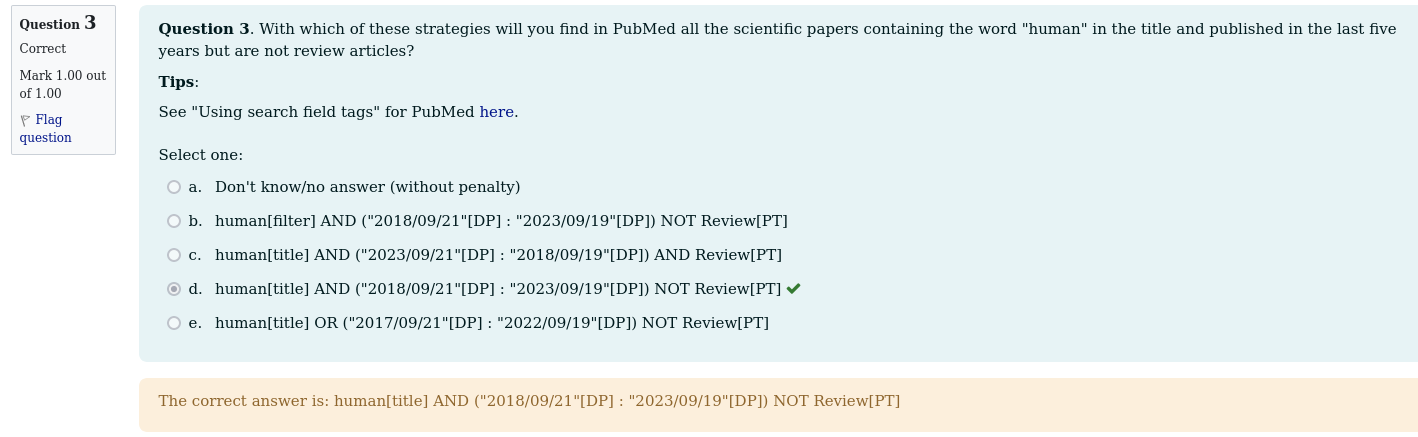 Question 3
Correct
Mark 1.00 out
of 1.00
Flag
question
Question 3. With which of these strategies will you find in PubMed all the scientific papers containing the word "human" in the title and published in the last five
years but are not review articles?
Tips:
See "Using search field tags" for PubMed here.
Select one:
a. Don't know/no answer (without penalty)
b. human[filter] AND ("2018/09/21"[DP] : "2023/09/19"[DP]) NOT Review[PT]
c. human[title] AND ("2023/09/21"[DP] : "2018/09/19"[DP]) AND Review[PT]
d. human[title] AND ("2018/09/21"[DP] : "2023/09/19"[DP]) NOT Review[PT]
e. human[title] OR ("2017/09/21"[DP] : "2022/09/19"[DP]) NOT Review[PT]
The correct answer is: human[title] AND ("2018/09/21"[DP] : "2023/09/19"[DP]) NOT Review[PT]